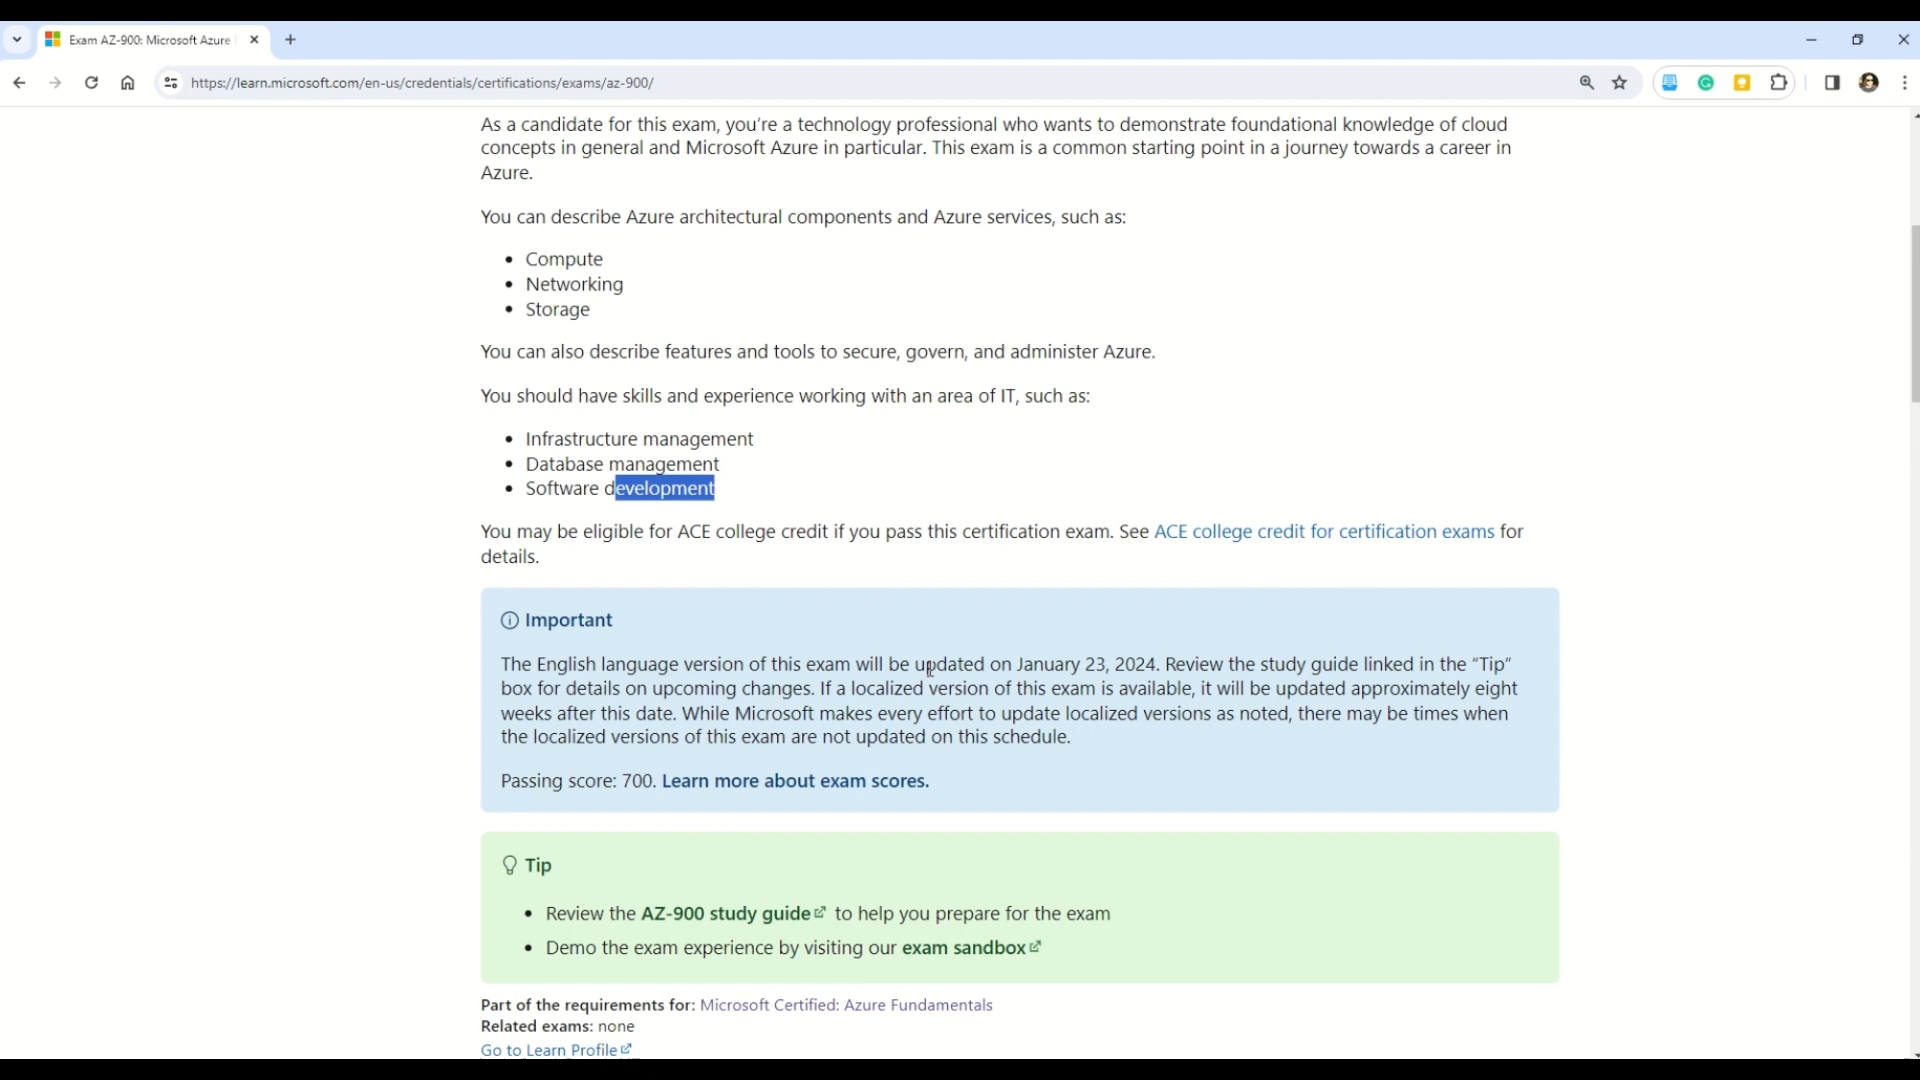 Exam AZ-900: Microsoft Azure
https://learn.microsoft.com/en-us/credentials/certifications/exams/az-900/
As a candidate for this exam, you're a technology professional who wants to demonstrate foundational knowledge of cloud
concepts in general and Microsoft Azure in particular. This exam is a common starting point in a journey towards a career in
Azure.
You can describe Azure architectural components and Azure services, such as:
• Compute
• Networking
• Storage
You can also describe features and tools to secure, govern, and administer Azure.
You should have skills and experience working with an area of IT, such as:
• Infrastructure management
• Database management
• Software development
You may be eligible for ACE college credit if you pass this certification exam. See ACE college credit for certification exams for
details.
Important
The English language version of this exam will be updated on January 23, 2024. Review the study guide linked in the “Tip”
box for details on upcoming changes. If a localized version of this exam is available, it will be updated approximately eight
weeks after this date. While Microsoft makes every effort to update localized versions as noted, there may be times when
the localized versions of this exam are not updated on this schedule.
Passing score: 700. Learn more about exam scores.
Tip
• Review the AZ-900 study guide to help you prepare for the exam
• Demo the exam experience by visiting our exam sandbox
Part of the requirements for: Microsoft Certified: Azure Fundamentals
Related exams: none
Go to Learn Profile